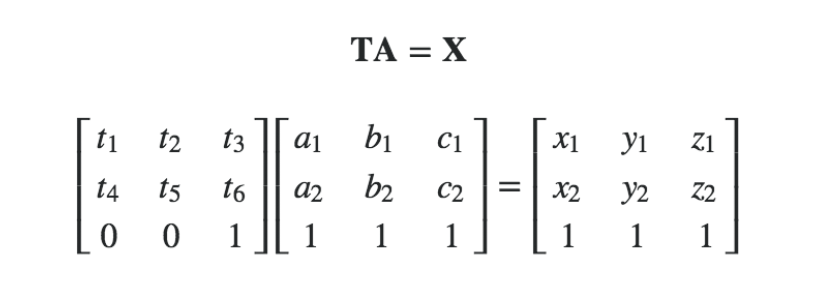 TA = X
[ t₁ t₂ t₃ ] [ a₁ b₁ c₁ ] [ x₁ y₁ z₁ ]
[ t₄ t₅ t₆ ] [ a₂ b₂ c₂ ] = [ x₂ y₂ z₂ ]
[ 0 0 1 ] [ 1 1 1 ] [ 1 1 1 ]